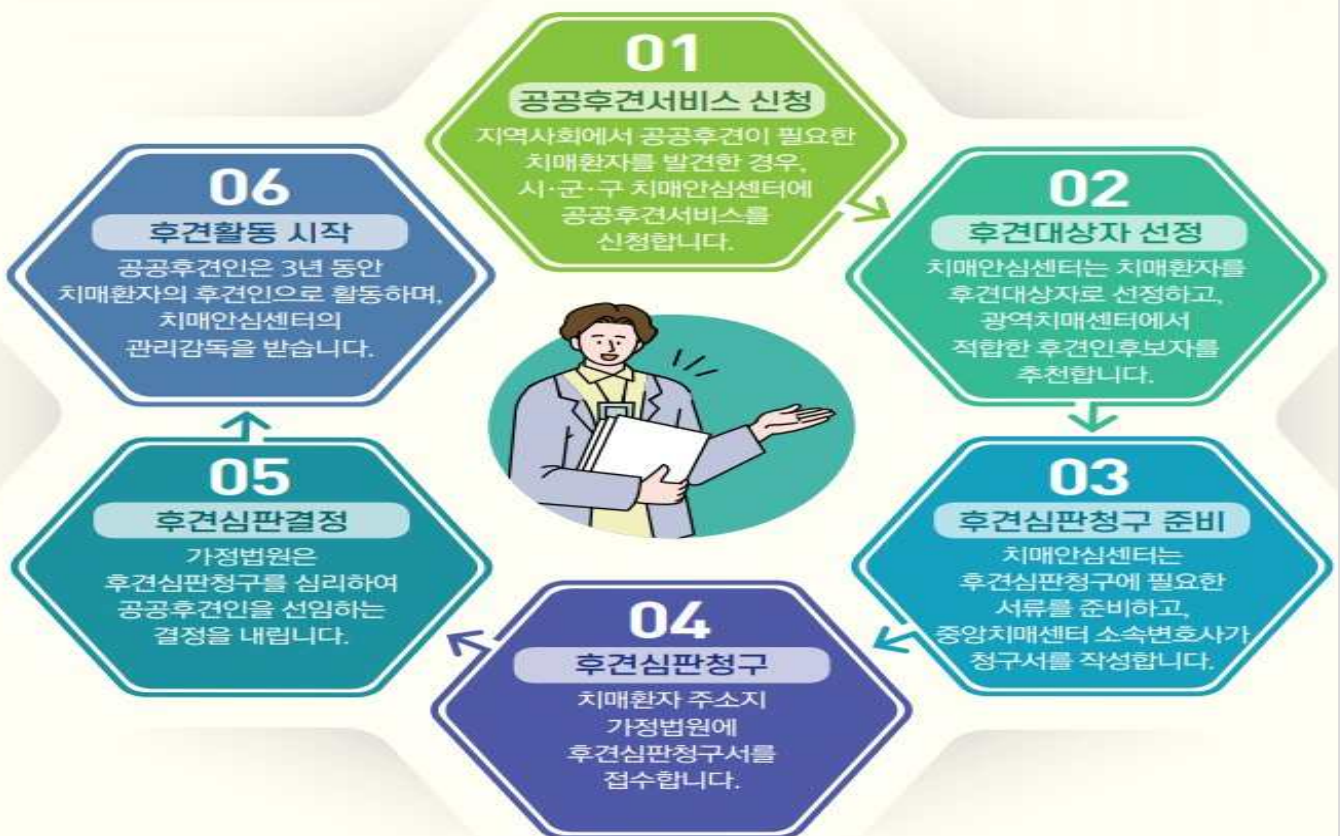 01
공공후견서비스 신청
지역사회에서 공공후견이 필요한
치매환자를 발견한 경우,
시·군·구 치매안심센터에
공공후견서비스를
신청합니다.
02
후견대상자 선정
치매안심센터는 치매환자를
후견대상자로 선정하고,
광역치매센터에서
적합한 후견인후보자를
추천합니다.
03
후견심판청구 준비
치매안심센터는
후견심판청구에 필요한
서류를 준비하고,
중앙치매센터 소속변호사가
청구서를 작성합니다.
04
후견심판청구
치매환자 주소지
가정법원에
후견심판청구서를
접수합니다.
05
후견심판결정
가정법원은
후견심판청구를 심리하여
공공후견인을 선임하는
결정을 내립니다.
06
후견활동 시작
공공후견인은 3년 동안
치매환자의 후견인으로 활동하며,
치매안심센터의
관리감독을 받습니다.